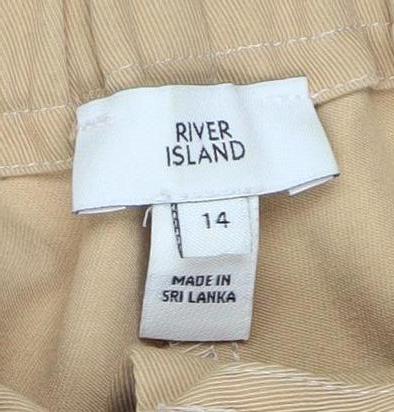 RIVER
ISLAND
14
MADE IN
SRI LANKA